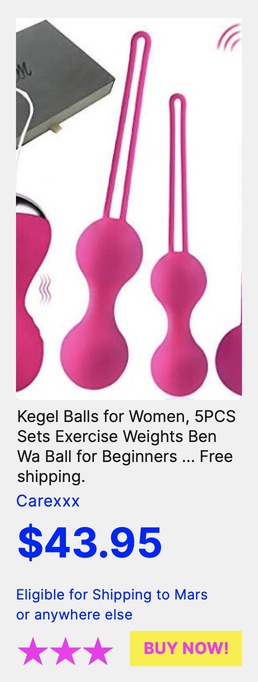 Kegel Balls for Women, 5PCS
Sets Exercise Weights Ben
Wa Ball for Beginners ... Free
shipping.
Carexxx
$43.95
Eligible for Shipping to Mars
or anywhere else
BUY NOW!